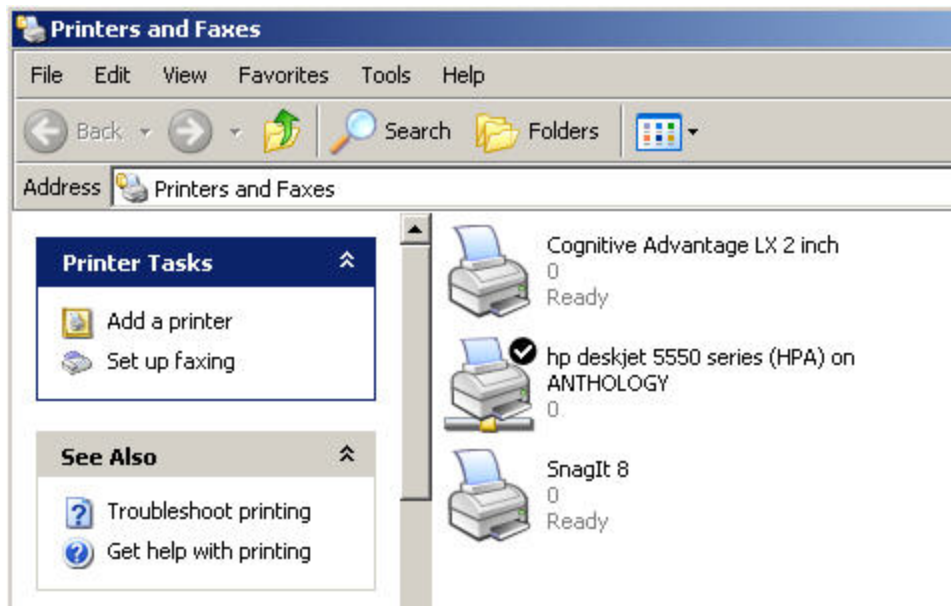 Printers and Faxes
File Edit View Favorites Tools Help
Back Search Folders
Address Printers and Faxes
Printer Tasks
Add a printer
Set up faxing
See Also
Troubleshoot printing
Get help with printing
Cognitive Advantage LX 2 inch
0
Ready
hp deskjet 5550 series (HPA) on
ANTHOLOGY
0
SnagIt 8
0
Ready